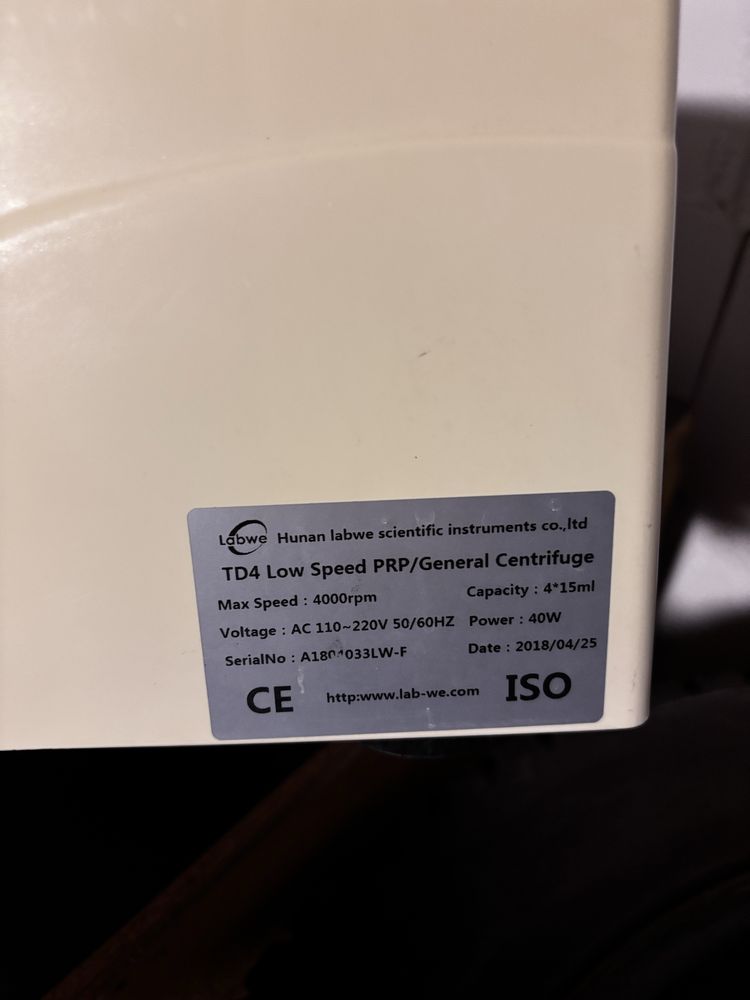 Labwe Hunan labwe scientific instruments co.,ltd
TD4 Low Speed PRP/General Centrifuge
Max Speed : 4000rpm Capacity : 4*15ml
Voltage : AC 110~220V 50/60HZ Power : 40W
SerialNo : Date : 2018/04/25
CE http:www.lab-we.com ISO